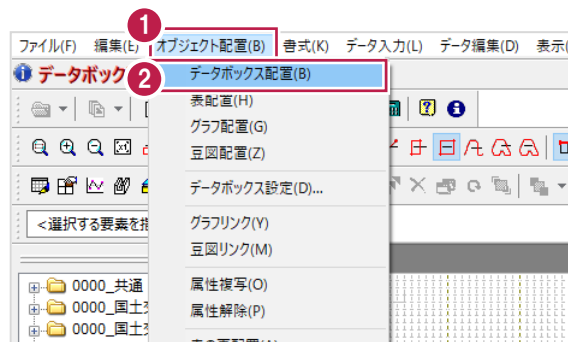 1
ファイル(F) 編集(E) オブジェクト配置(B) 書式(K) データ入力(L) データ編集(D) 表示(
データボック
2
データボックス配置(B)
表配置(H)
グラフ配置(G)
豆図配置(Z)
データボックス設定(D)...
<選択する要素を指
グラフリンク(Y)
豆図リンク(M)
0000_共通
属性複写(O)
0000_国土
属性解除(P)
0000_国土